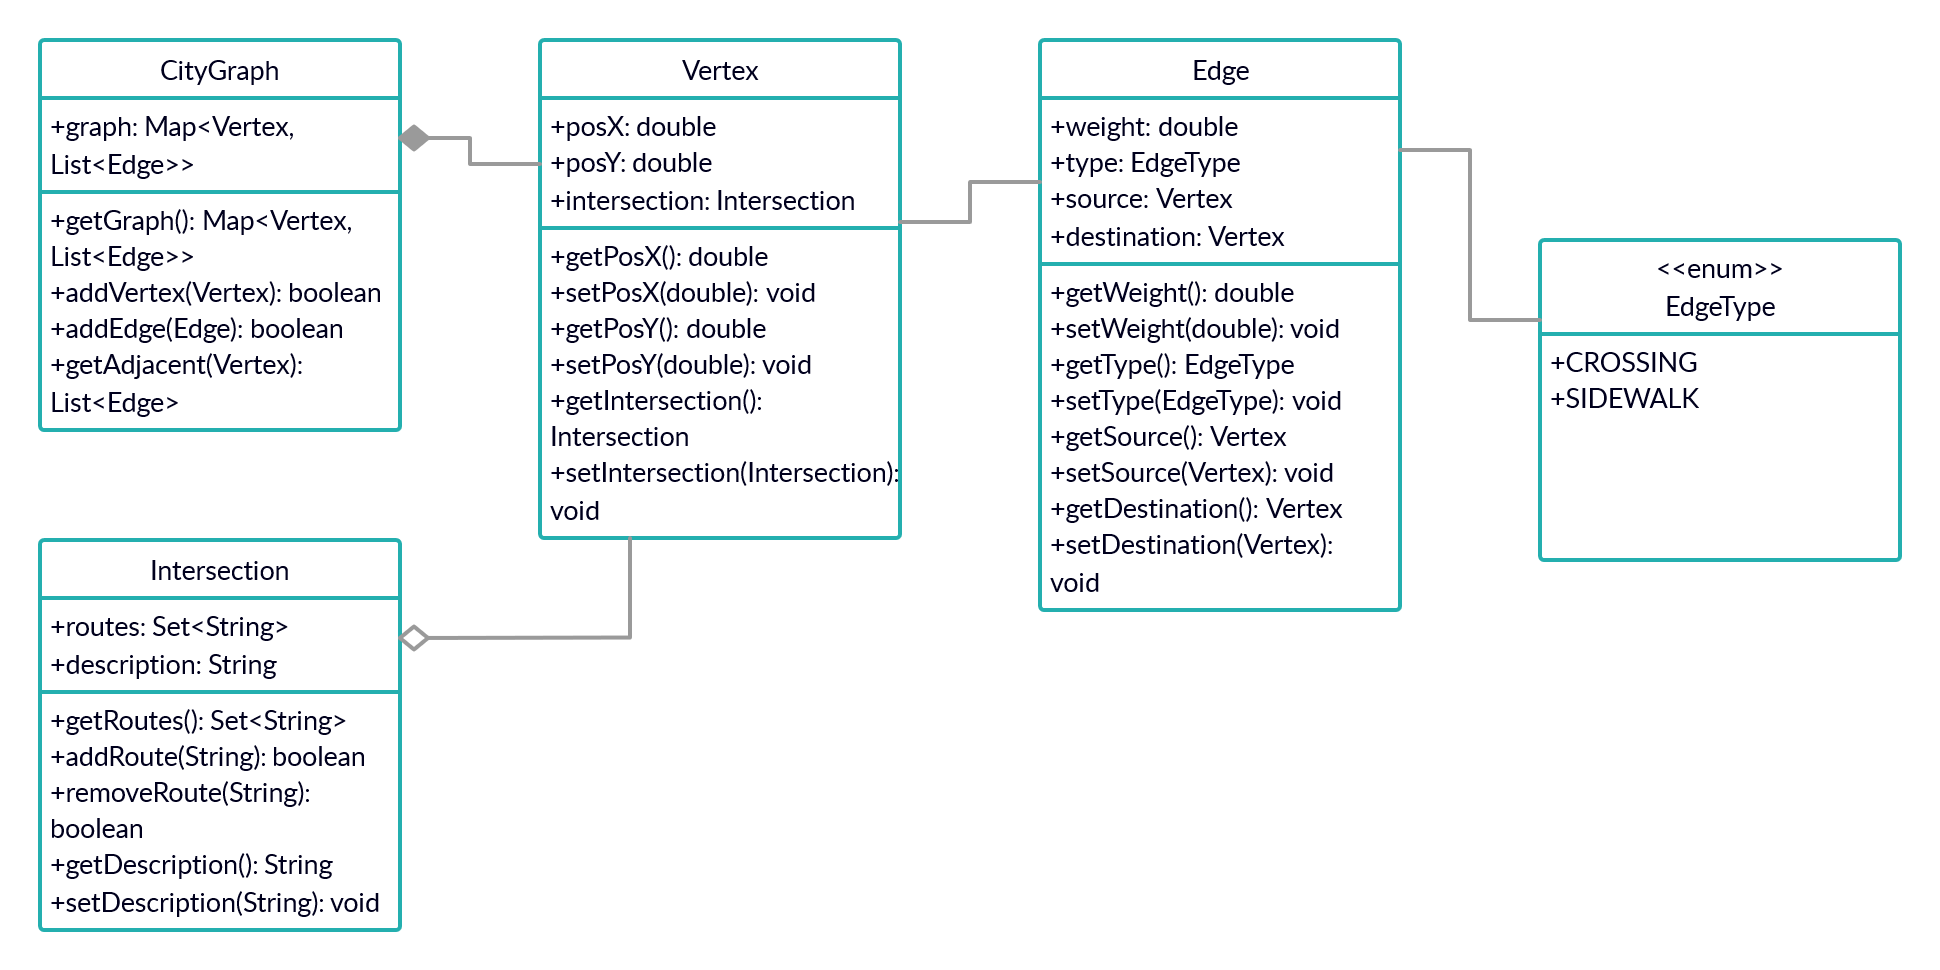 CityGraph
+graph: Map<Vertex,
List<Edge>>
+getGraph(): Map<Vertex,
List<Edge>>
+addVertex(Vertex): boolean
+addEdge(Edge): boolean
+getAdjacent(Vertex):
List<Edge>
Vertex
+posX: double
+posY: double
+intersection: Intersection
+getPosX(): double
+setPosX(double): void
+getPosY(): double
+setPosY(double): void
+getIntersection():
Intersection
+setIntersection(Intersection):
void
Edge
+weight: double
+type: EdgeType
+source: Vertex
+destination: Vertex
+getWeight(): double
+setWeight(double): void
+getType(): EdgeType
+setType(EdgeType): void
+getSource(): Vertex
+setSource(Vertex): void
+getDestination(): Vertex
+setDestination(Vertex):
void
<<enum>>
EdgeType
+CROSSING
+SIDEWALK
Intersection
+routes: Set<String>
+description: String
+getRoutes(): Set<String>
+addRoute(String): boolean
+removeRoute(String):
boolean
+getDescription(): String
+setDescription(String): void